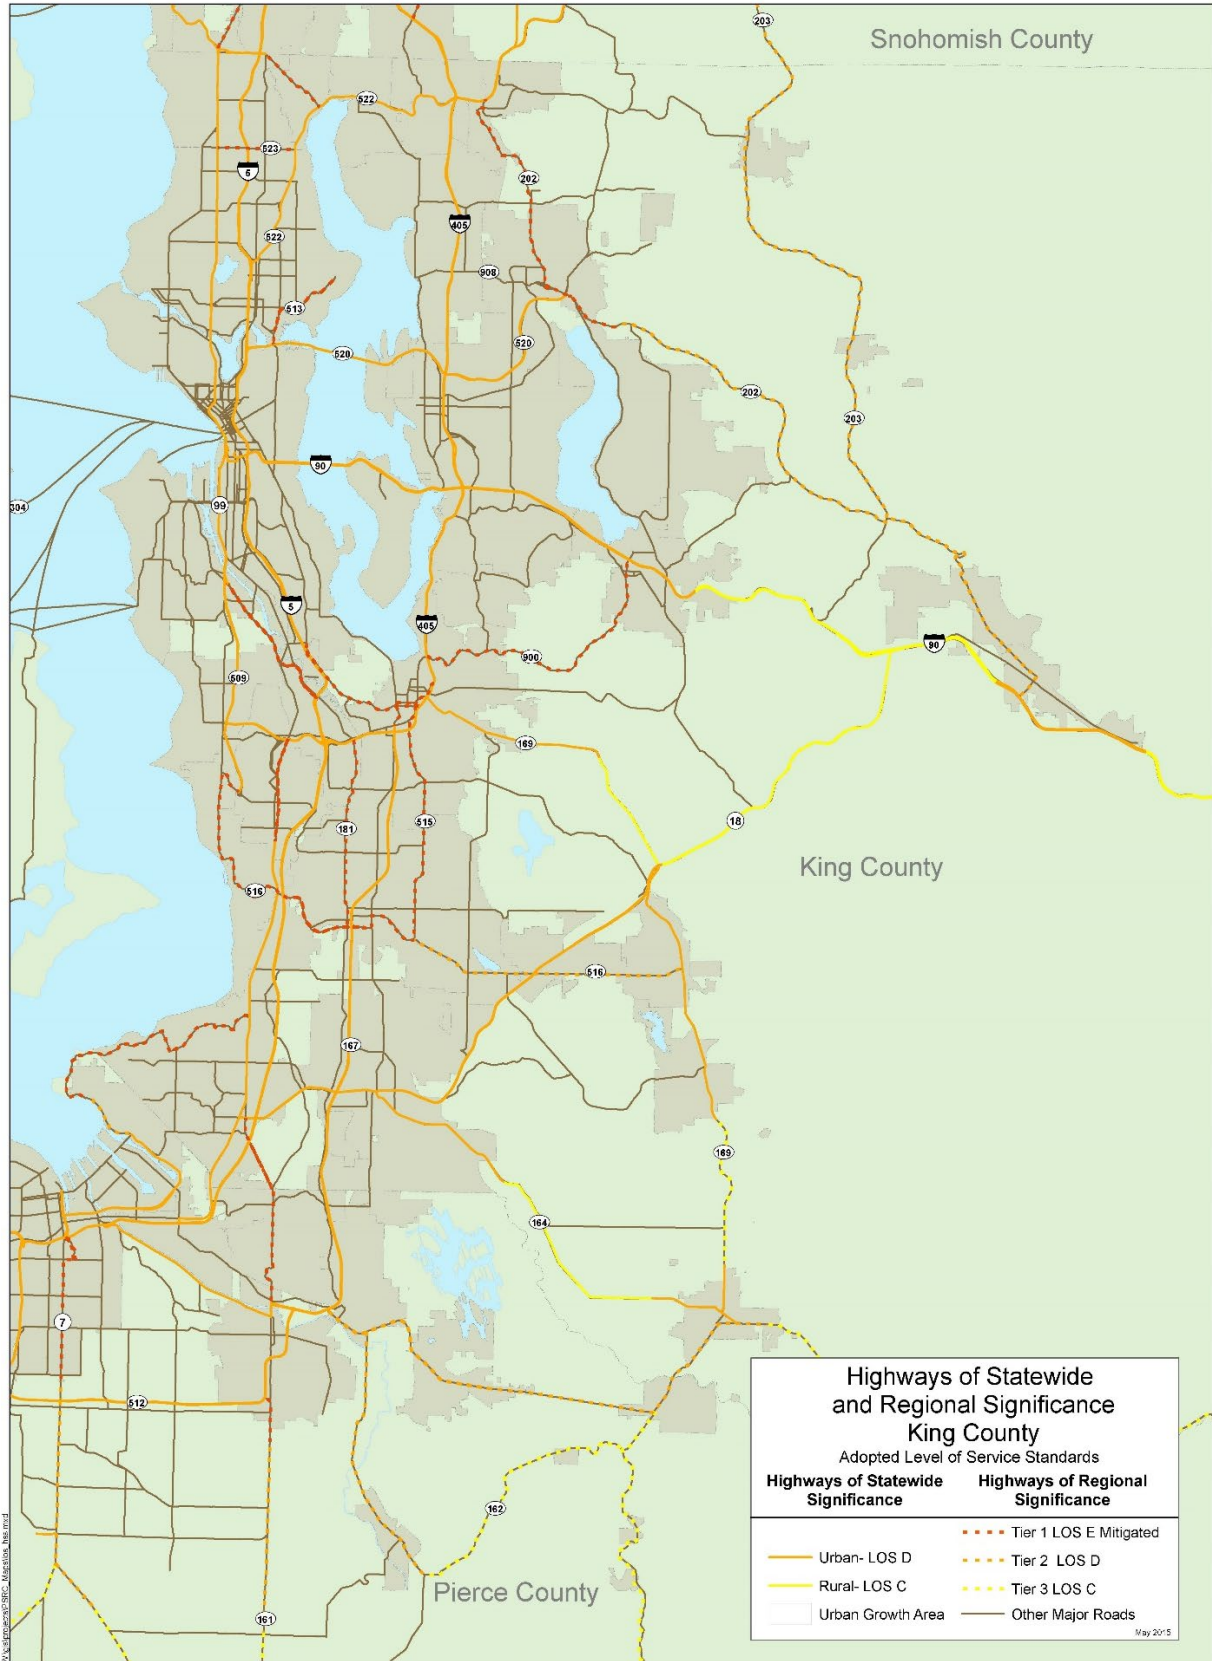 203
Snohomish County
522
523
5
202
405
522
908
513
520
520
202
203
90
99
304
5
405
900
90
509
169
18
181
515
King County
516
516
167
169
164
7
512
162
Pierce County
161
Highways of Statewide
and Regional Significance
King County
Adopted Level of Service Standards
Highways of Statewide Significance
Highways of Regional Significance
Tier 1 LOS E Mitigated
Urban- LOS D
Tier 2 LOS D
Rural- LOS C
Tier 3 LOS C
Urban Growth Area
Other Major Roads
May 2015